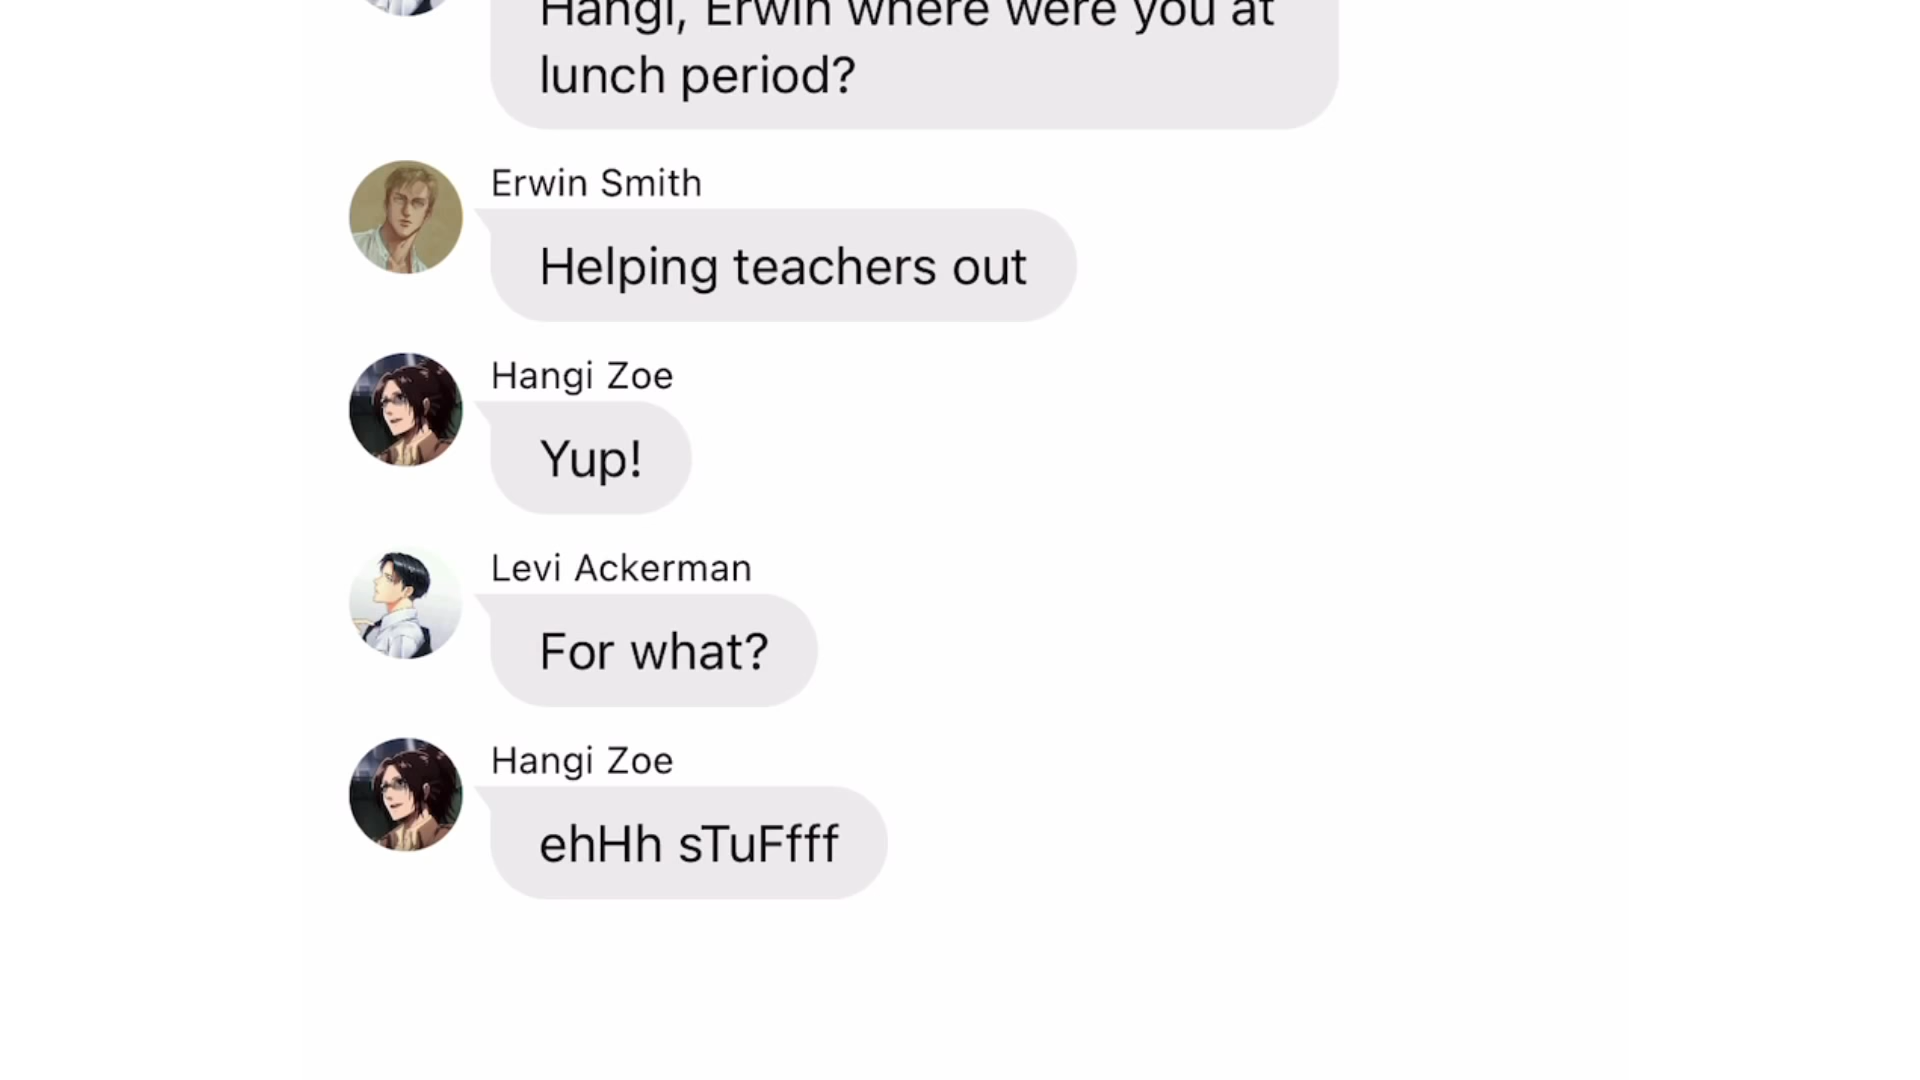 Hangi, Erwin where were you at
lunch period?
Erwin Smith
Helping teachers out
Hangi Zoe
Yup!
Levi Ackerman
For what?
Hangi Zoe
ehHh sTuFfff